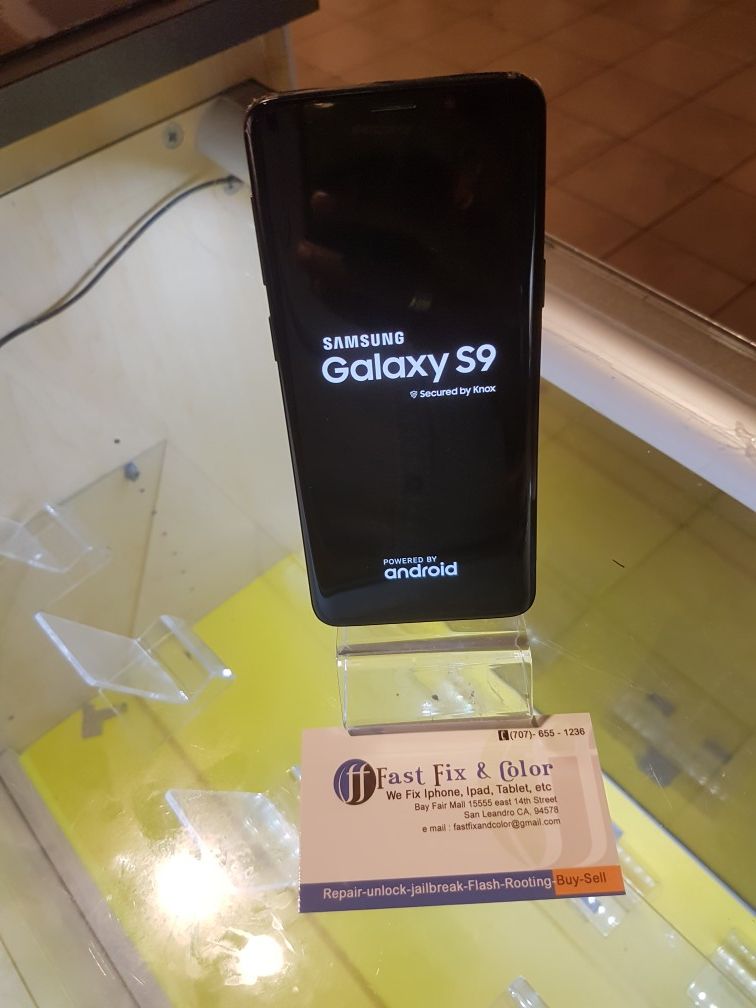 SAMSUNG
Galaxy S9
Secured by Knox
POWERED BY
android
(707)- 655 - 1236
ff Fast Fix & Color
We Fix Iphone, Ipad, Tablet, etc
Bay Fair Mall 15555 east 14th Street
San Leandro CA, 94578
e mail : fastfixandcolor@gmail.com
Repair-unlock-jailbreak-Flash-Rooting-Buy-Sell